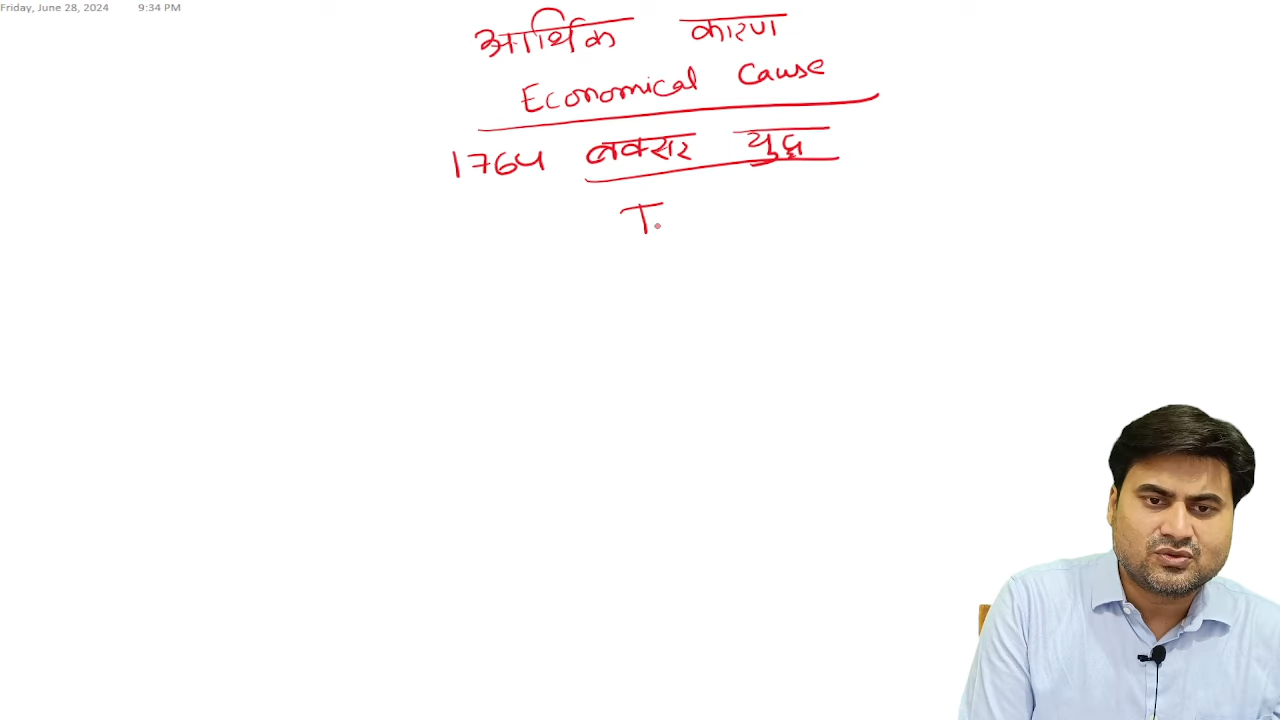 Friday, June 28, 2024 9:34 PM
आर्थिक कारण
Economical Cause
1764 बक्सर युद्ध
T.